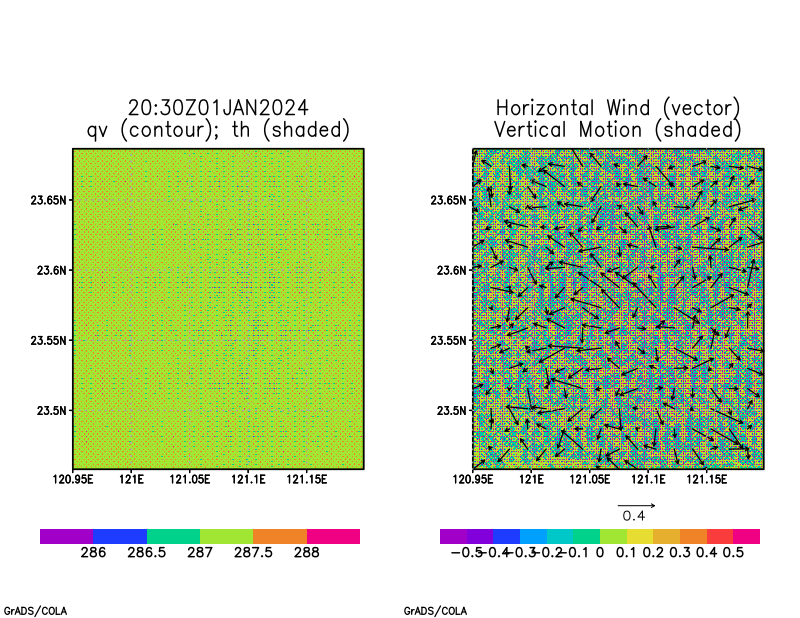 20:30Z01JAN2024
qv (contour); th (shaded)
23.65N
23.6N
23.55N
23.5N
120.95E 121E 121.05E 121.1E 121.15E
286 286.5 287 287.5 288
GrADS/COLA
Horizontal Wind (vector)
Vertical Motion (shaded)
23.65N
23.6N
23.55N
23.5N
120.95E 121E 121.05E 121.1E 121.15E
0.4
-0.5 -0.4 -0.3 -0.2 -0.1 0 0.1 0.2 0.3 0.4 0.5
GrADS/COLA